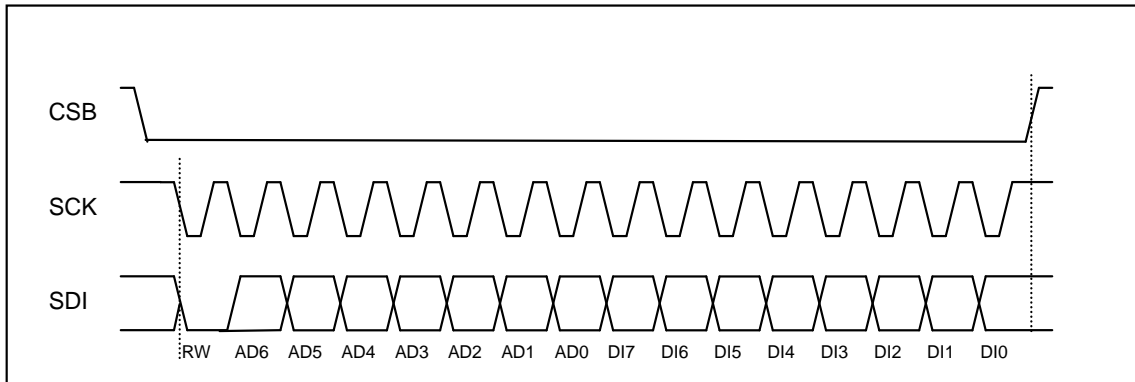 CSB
SCK
SDI
RW AD6 AD5 AD4 AD3 AD2 AD1 AD0 DI7 DI6 DI5 DI4 DI3 DI2 DI1 DI0